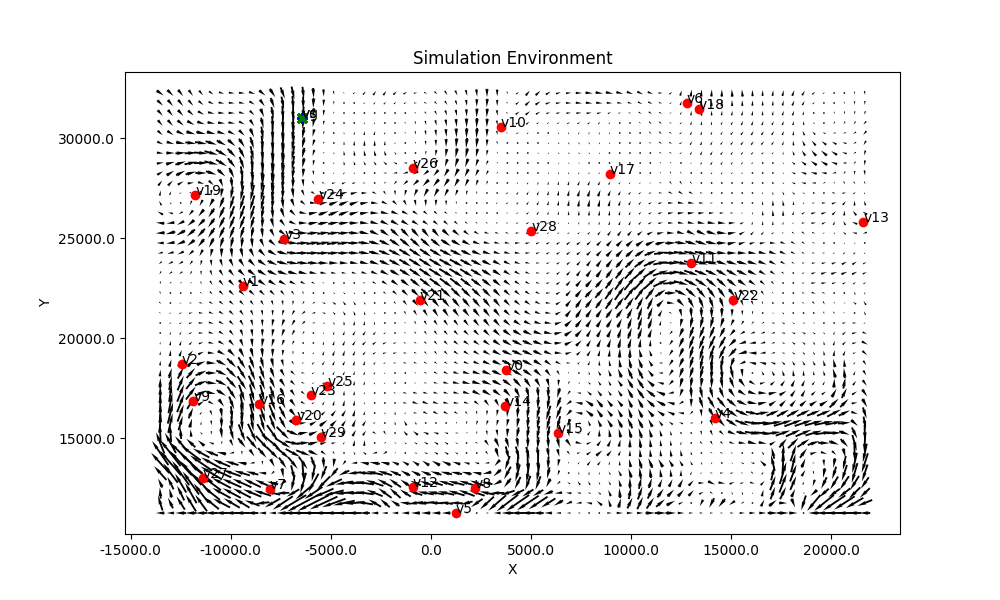 Simulation Environment
30000.0
25000.0
20000.0
15000.0
Y
-15000.0
-10000.0
-5000.0
0.0
5000.0
10000.0
15000.0
20000.0
X
v6
v18
v10
v26
v17
v19
v24
v13
v28
v3
v11
v1
v21
v22
v2
v0
v25
v23
v9
v16
v14
v20
v4
v15
v29
v27
v7
v12
v8
v5